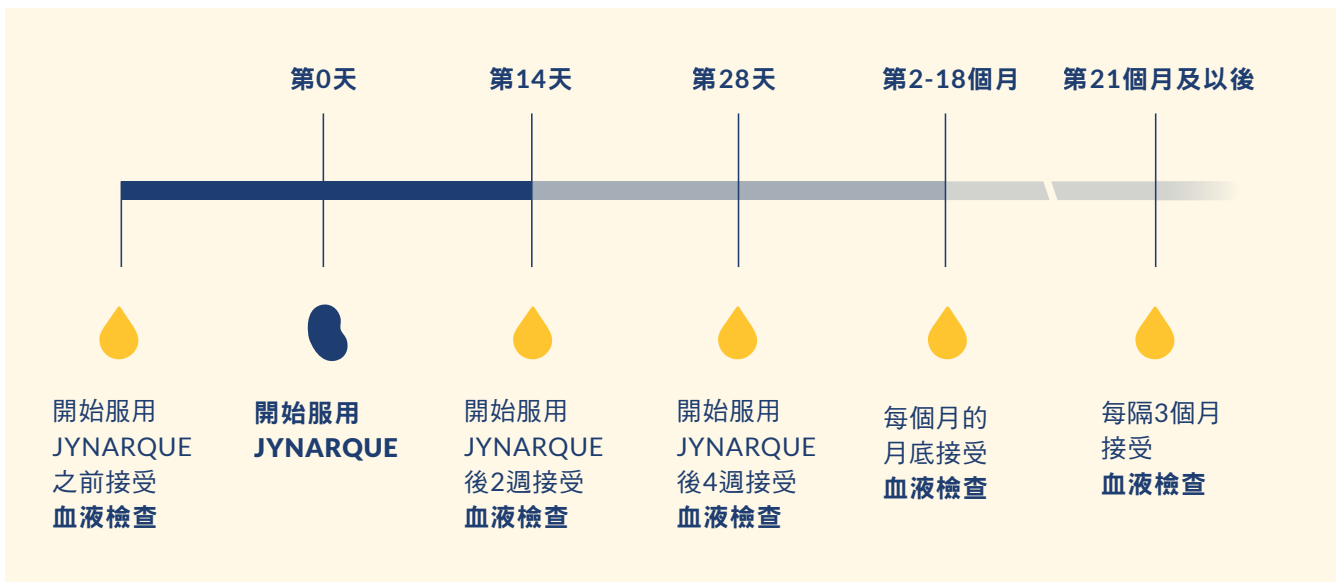 第0天
第14天
第28天
第2-18個月
第21個月及以後
開始服用
JYNARQUE
之前接受
血液檢查
開始服用
JYNARQUE
開始服用
JYNARQUE
後2週接受
血液檢查
開始服用
JYNARQUE
後4週接受
血液檢查
每個月的
月底接受
血液檢查
每隔3個月
接受
血液檢查